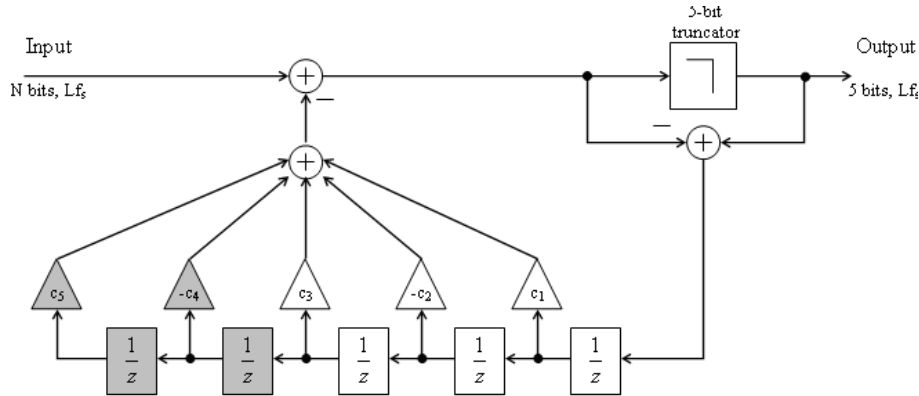 5-bit
truncator
Input
Output
N bits, Lfₛ
5 bits, Lfₛ
+
−
−
+
+
c₅
-c₄
c₃
-c₂
c₁
1
z
1
z
1
z
1
z
1
z